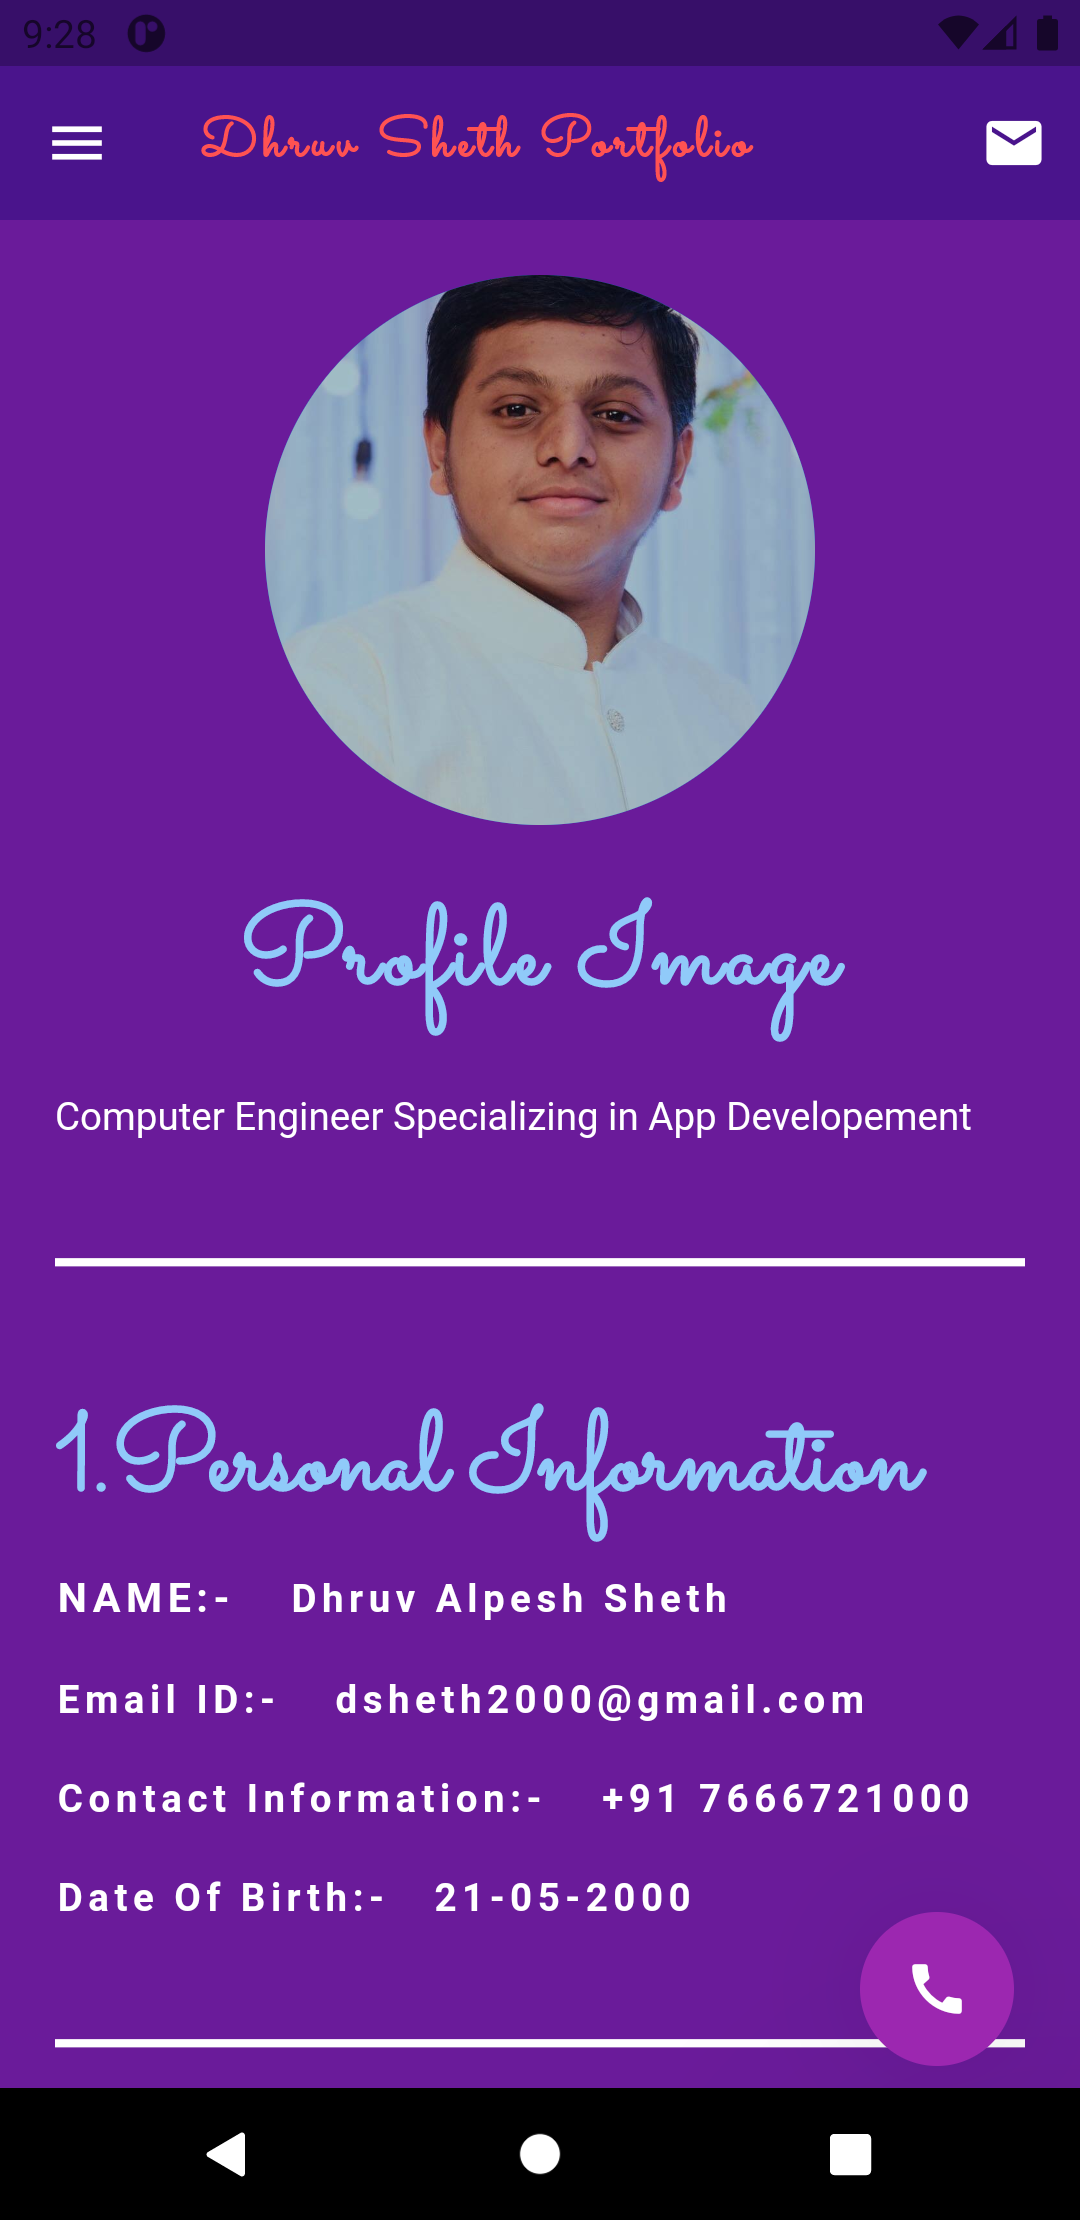 9:28
Dhruv Sheth Portfolio
Profile Image
Computer Engineer Specializing in App Developement
1.Personal Information
NAME:- Dhruv Alpesh Sheth
Email ID:- dsheth2000@gmail.com
Contact Information:- +91 7666721000
Date Of Birth:- 21-05-2000